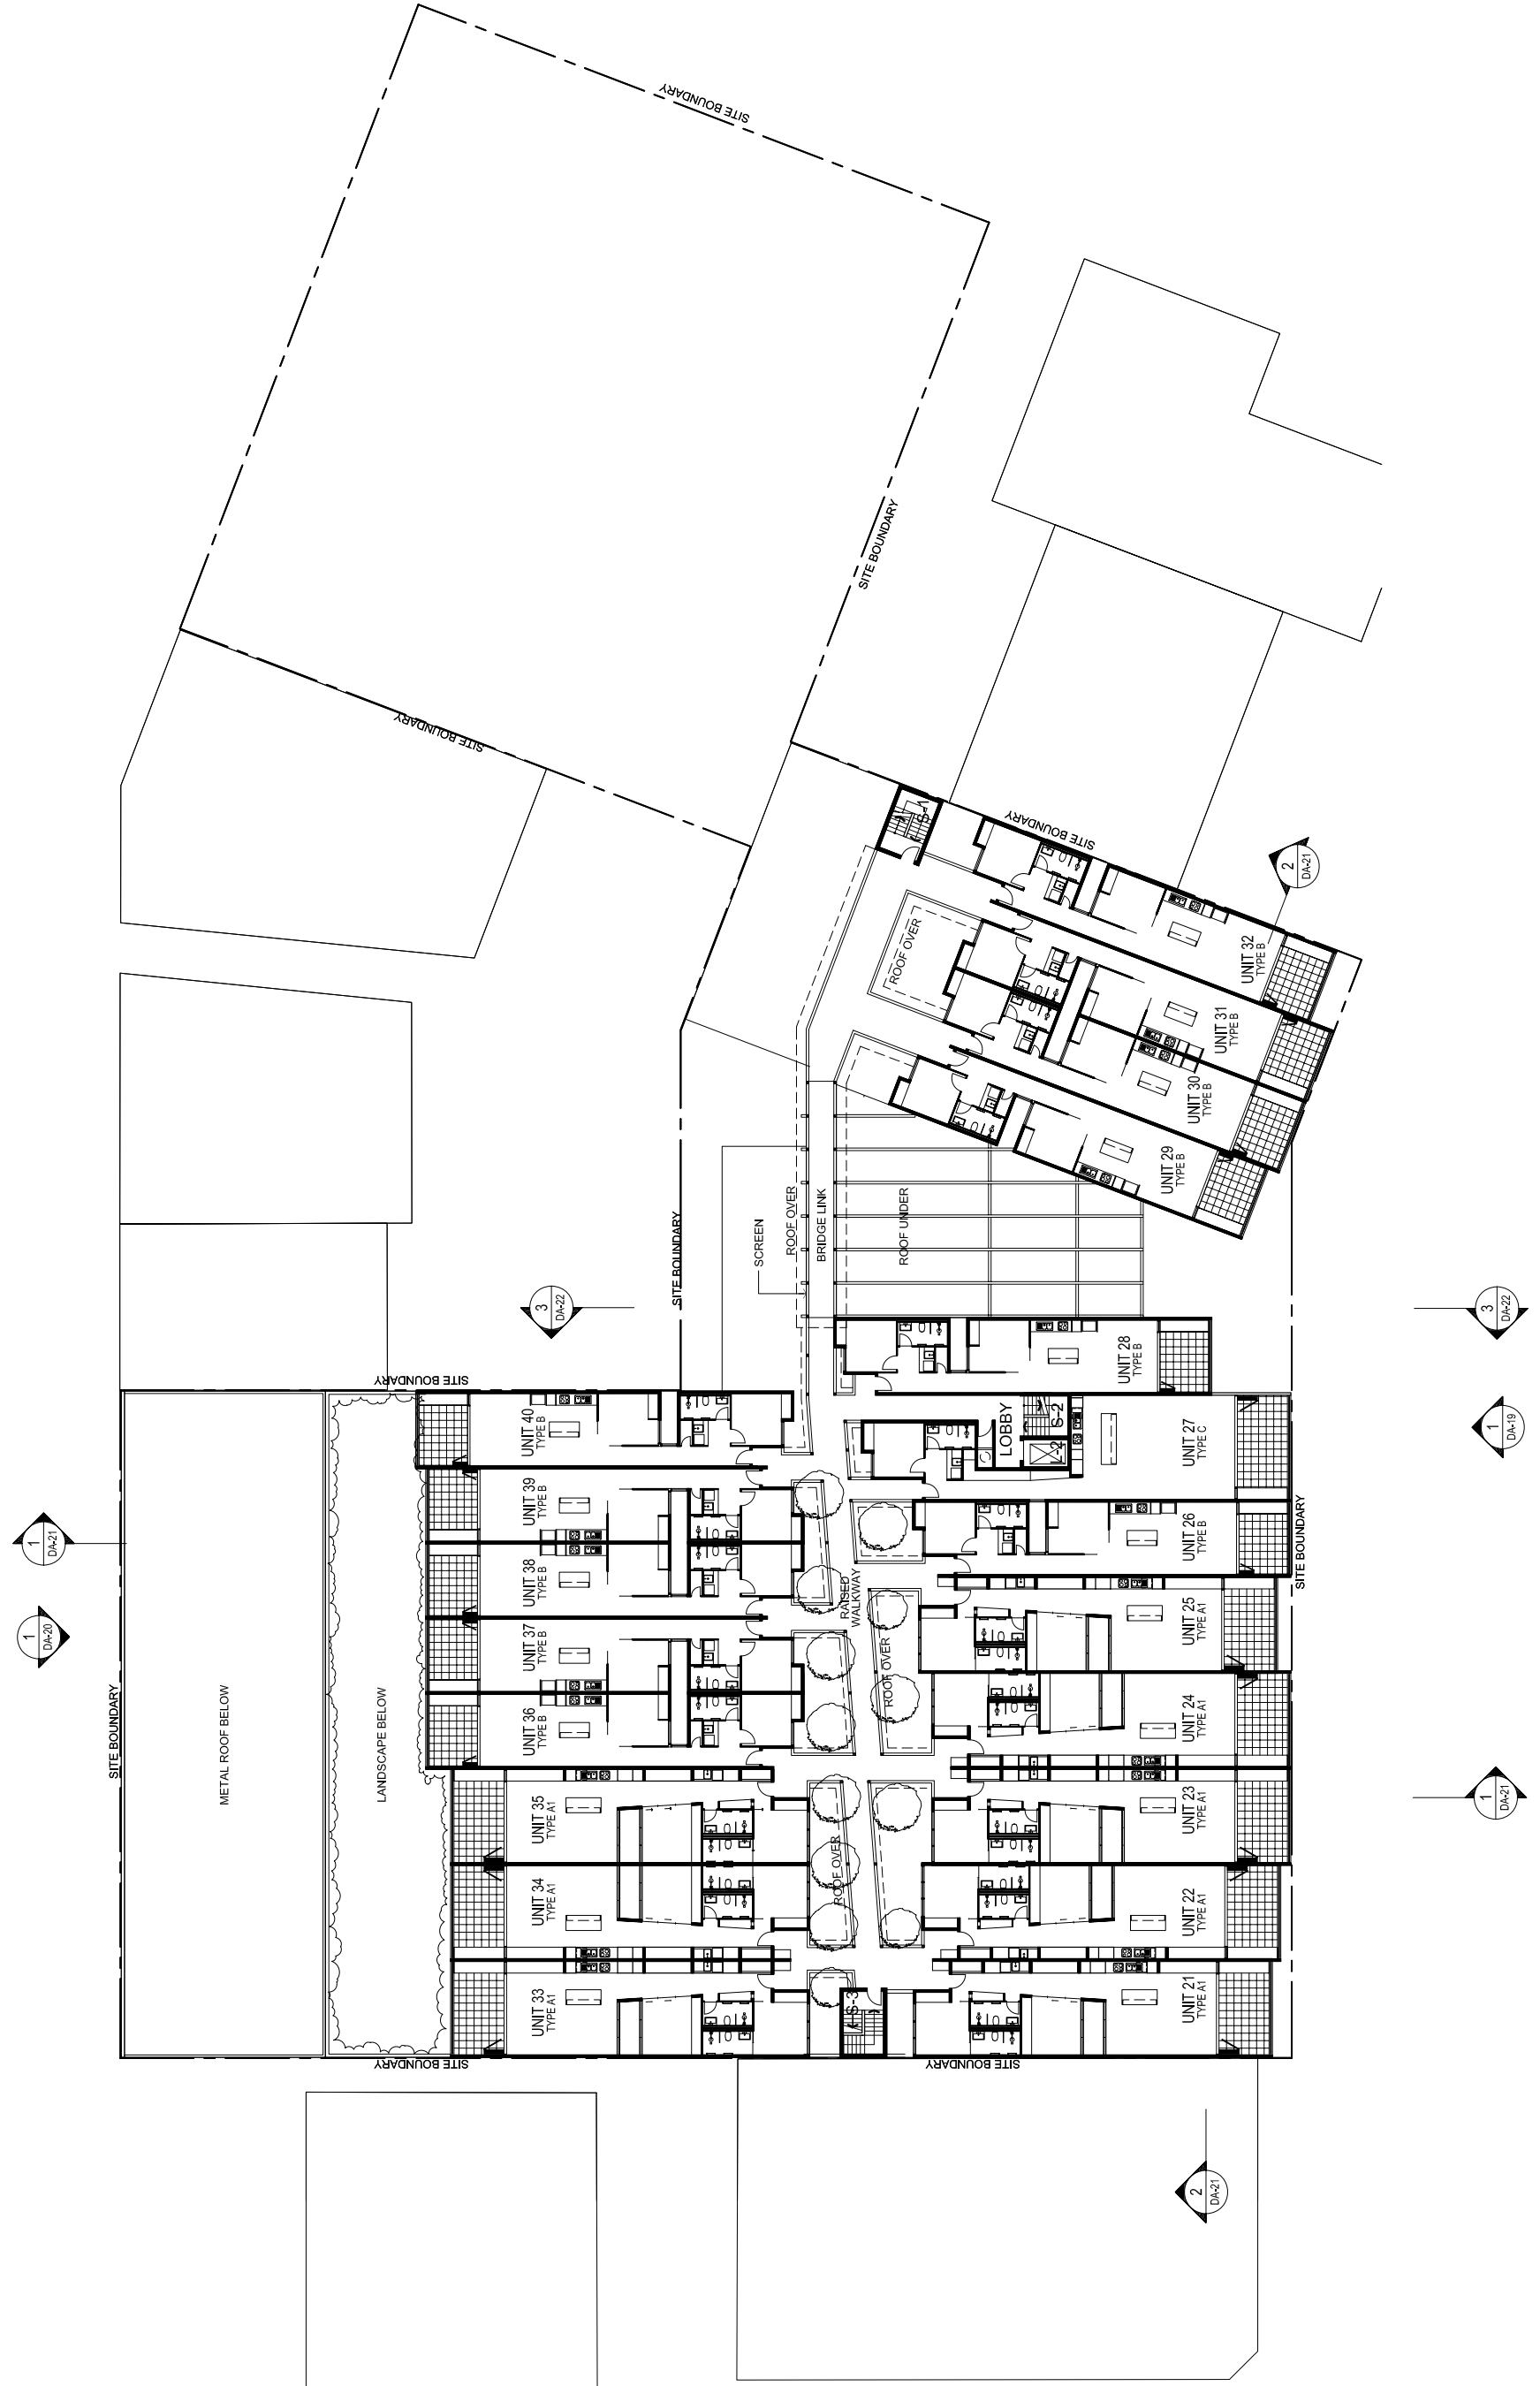 SITE BOUNDARY
SITE BOUNDARY
SITE BOUNDARY
S-1
SITE BOUNDARY
2
DA-21
ROOF OVER
UNIT 32
TYPE B
UNIT 31
TYPE B
UNIT 30
TYPE B
UNIT 29
TYPE B
SITE BOUNDARY
SCREEN
ROOF OVER
BRIDGE LINK
ROOF UNDER
3
DA-22
3
DA-22
UNIT 28
TYPE B
SITE BOUNDARY
UNIT 40
TYPE B
LOBBY
S-2
L-2
UNIT 27
TYPE C
1
DA-19
UNIT 39
TYPE B
UNIT 26
TYPE B
SITE BOUNDARY
1
DA-21
UNIT 38
TYPE B
RAISED
WALKWAY
UNIT 25
TYPE A1
1
DA-20
UNIT 37
TYPE B
ROOF OVER
UNIT 36
TYPE B
UNIT 24
TYPE A1
SITE BOUNDARY
METAL ROOF BELOW
LANDSCAPE BELOW
UNIT 35
TYPE A1
UNIT 23
TYPE A1
1
DA-21
ROOF OVER
UNIT 34
TYPE A1
UNIT 22
TYPE A1
UNIT 33
TYPE A1
S-3
UNIT 21
TYPE A1
SITE BOUNDARY
SITE BOUNDARY
2
DA-21